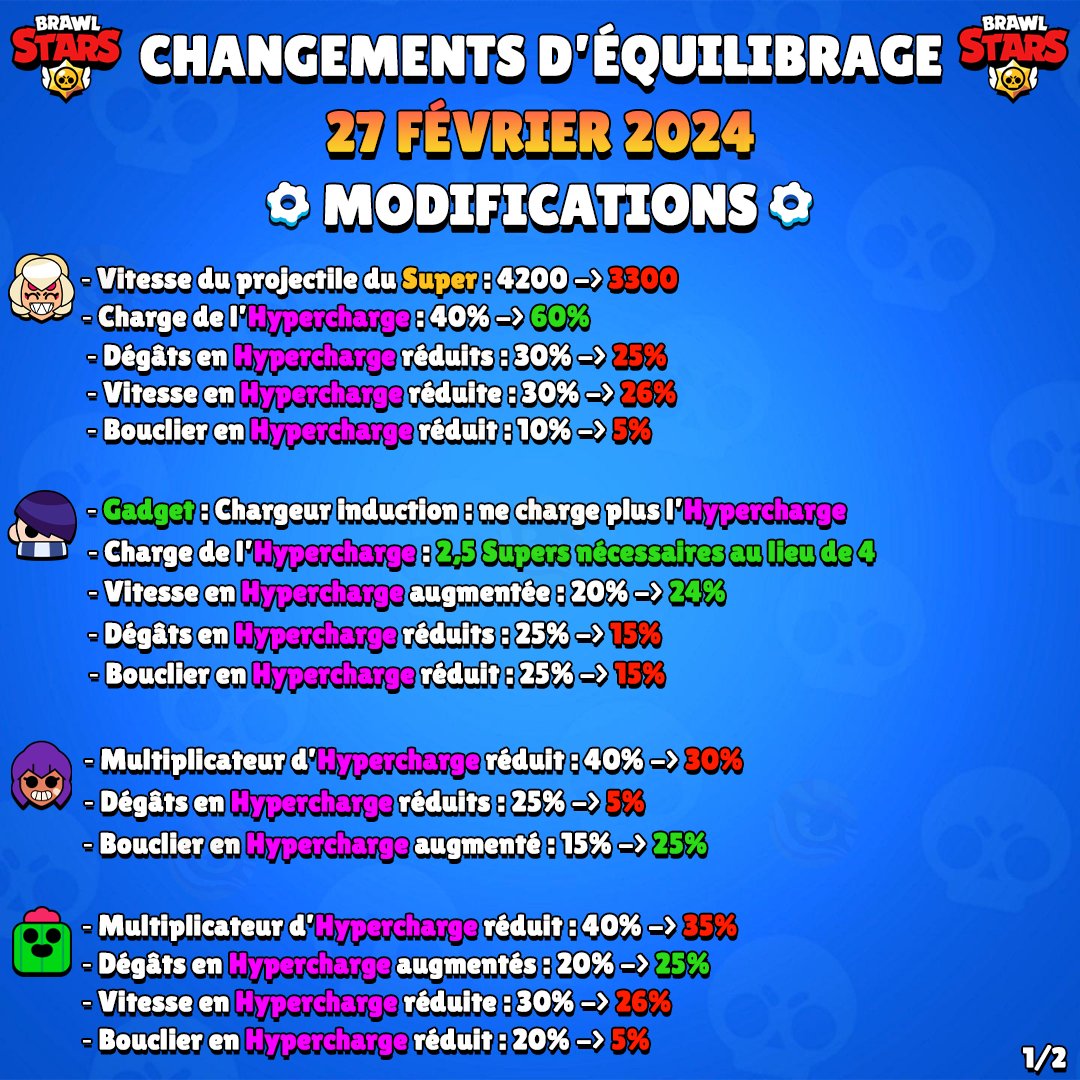 BRAWL STARS
BRAWL STARS
CHANGEMENTS D'ÉQUILIBRAGE
27 FÉVRIER 2024
MODIFICATIONS
- Vitesse du projectile du Super : 4200 -> 3300
- Charge de l'Hypercharge : 40% -> 60%
- Dégâts en Hypercharge réduits : 30% -> 25%
- Vitesse en Hypercharge réduite : 30% -> 26%
- Bouclier en Hypercharge réduit : 10% -> 5%
- Gadget : Chargeur induction : ne charge plus l'Hypercharge
- Charge de l'Hypercharge : 2,5 Supers nécessaires au lieu de 4
- Vitesse en Hypercharge augmentée : 20% -> 24%
- Dégâts en Hypercharge réduits : 25% -> 15%
- Bouclier en Hypercharge réduit : 25% -> 15%
- Multiplicateur d'Hypercharge réduit : 40% -> 30%
- Dégâts en Hypercharge réduits : 25% -> 5%
- Bouclier en Hypercharge augmenté : 15% -> 25%
- Multiplicateur d'Hypercharge réduit : 40% -> 35%
- Dégâts en Hypercharge augmentés : 20% -> 25%
- Vitesse en Hypercharge réduite : 30% -> 26%
- Bouclier en Hypercharge réduit : 20% -> 5%
1/2